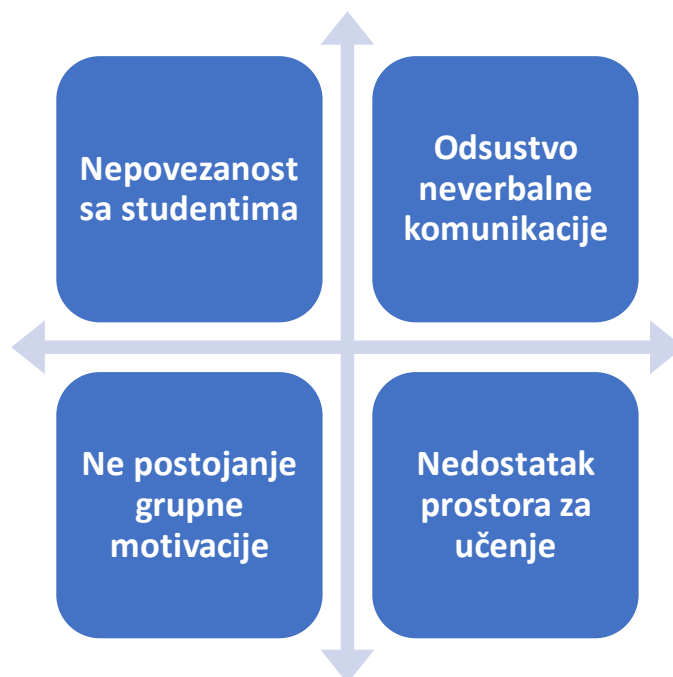 Nepovezanost
sa studentima
Odsustvo
neverbalne
komunikacije
Ne postojanje
grupne
motivacije
Nedostatak
prostora za
učenje